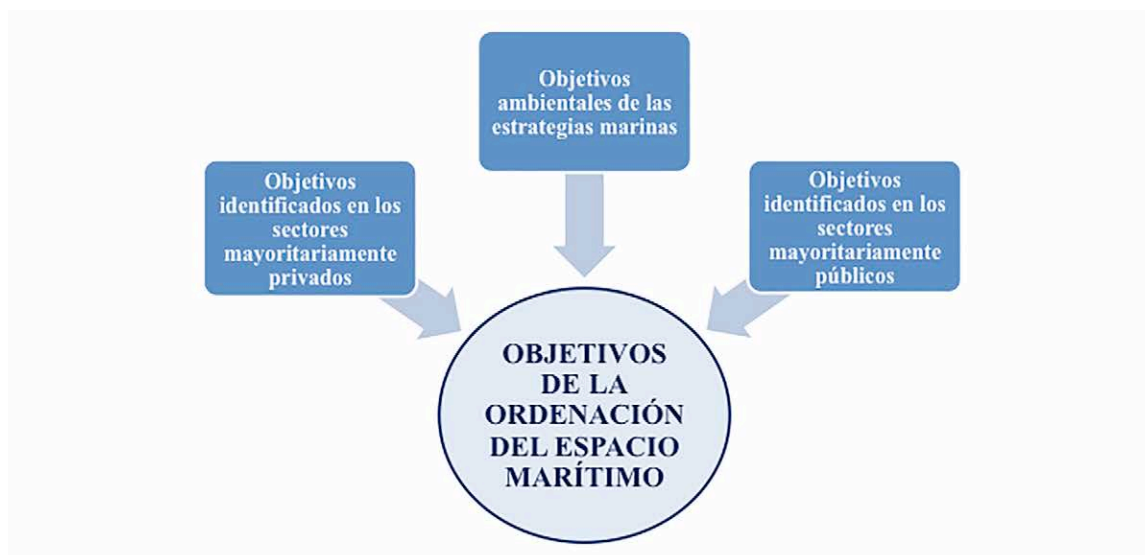 Objetivos
ambientales de las
estrategias marinas
Objetivos
identificados en los
sectores
mayoritariamente
privados
Objetivos
identificados en los
sectores
mayoritariamente
públicos
OBJETIVOS
DE LA
ORDENACIÓN
DEL ESPACIO
MARÍTIMO